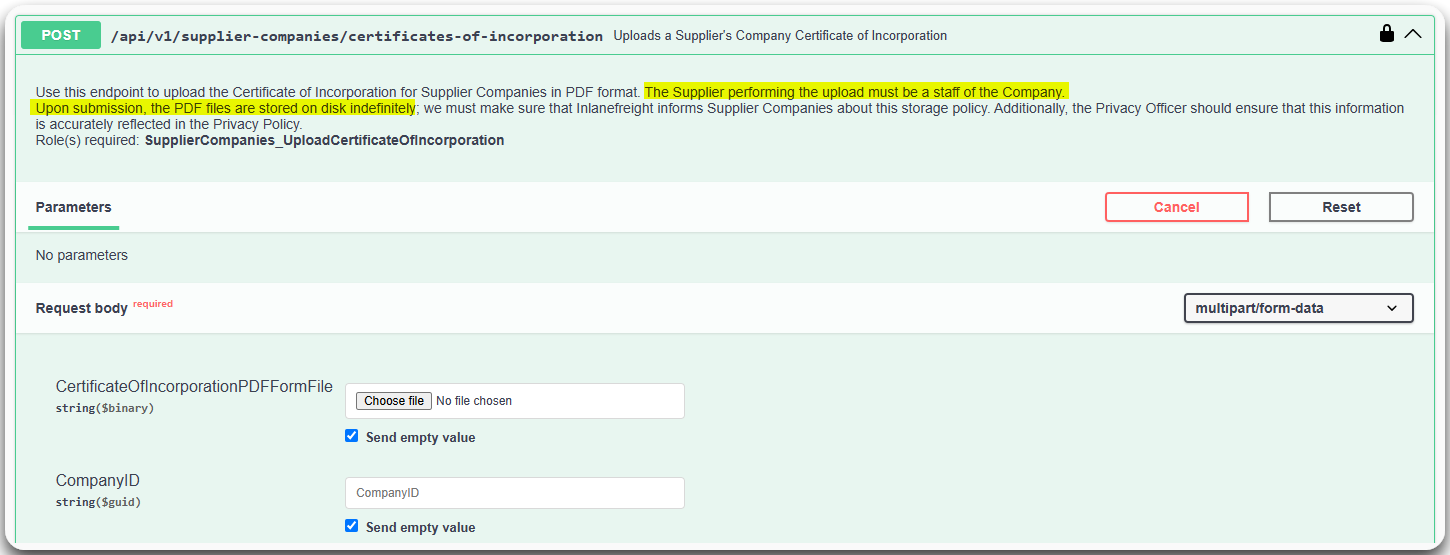 POST /api/v1/supplier-companies/certificates-of-incorporation Uploads a Supplier's Company Certificate of Incorporation
Use this endpoint to upload the Certificate of Incorporation for Supplier Companies in PDF format. The Supplier performing the upload must be a staff of the Company.
Upon submission, the PDF files are stored on disk indefinitely; we must make sure that Inlanefreight informs Supplier Companies about this storage policy. Additionally, the Privacy Officer should ensure that this information
is accurately reflected in the Privacy Policy.
Role(s) required: SupplierCompanies_UploadCertificateOfIncorporation
Parameters Cancel Reset
No parameters
Request body required multipart/form-data
CertificateOfIncorporationPDFFormFile
string($binary)
Choose file No file chosen
Send empty value
CompanyID
string($guid)
CompanyID
Send empty value